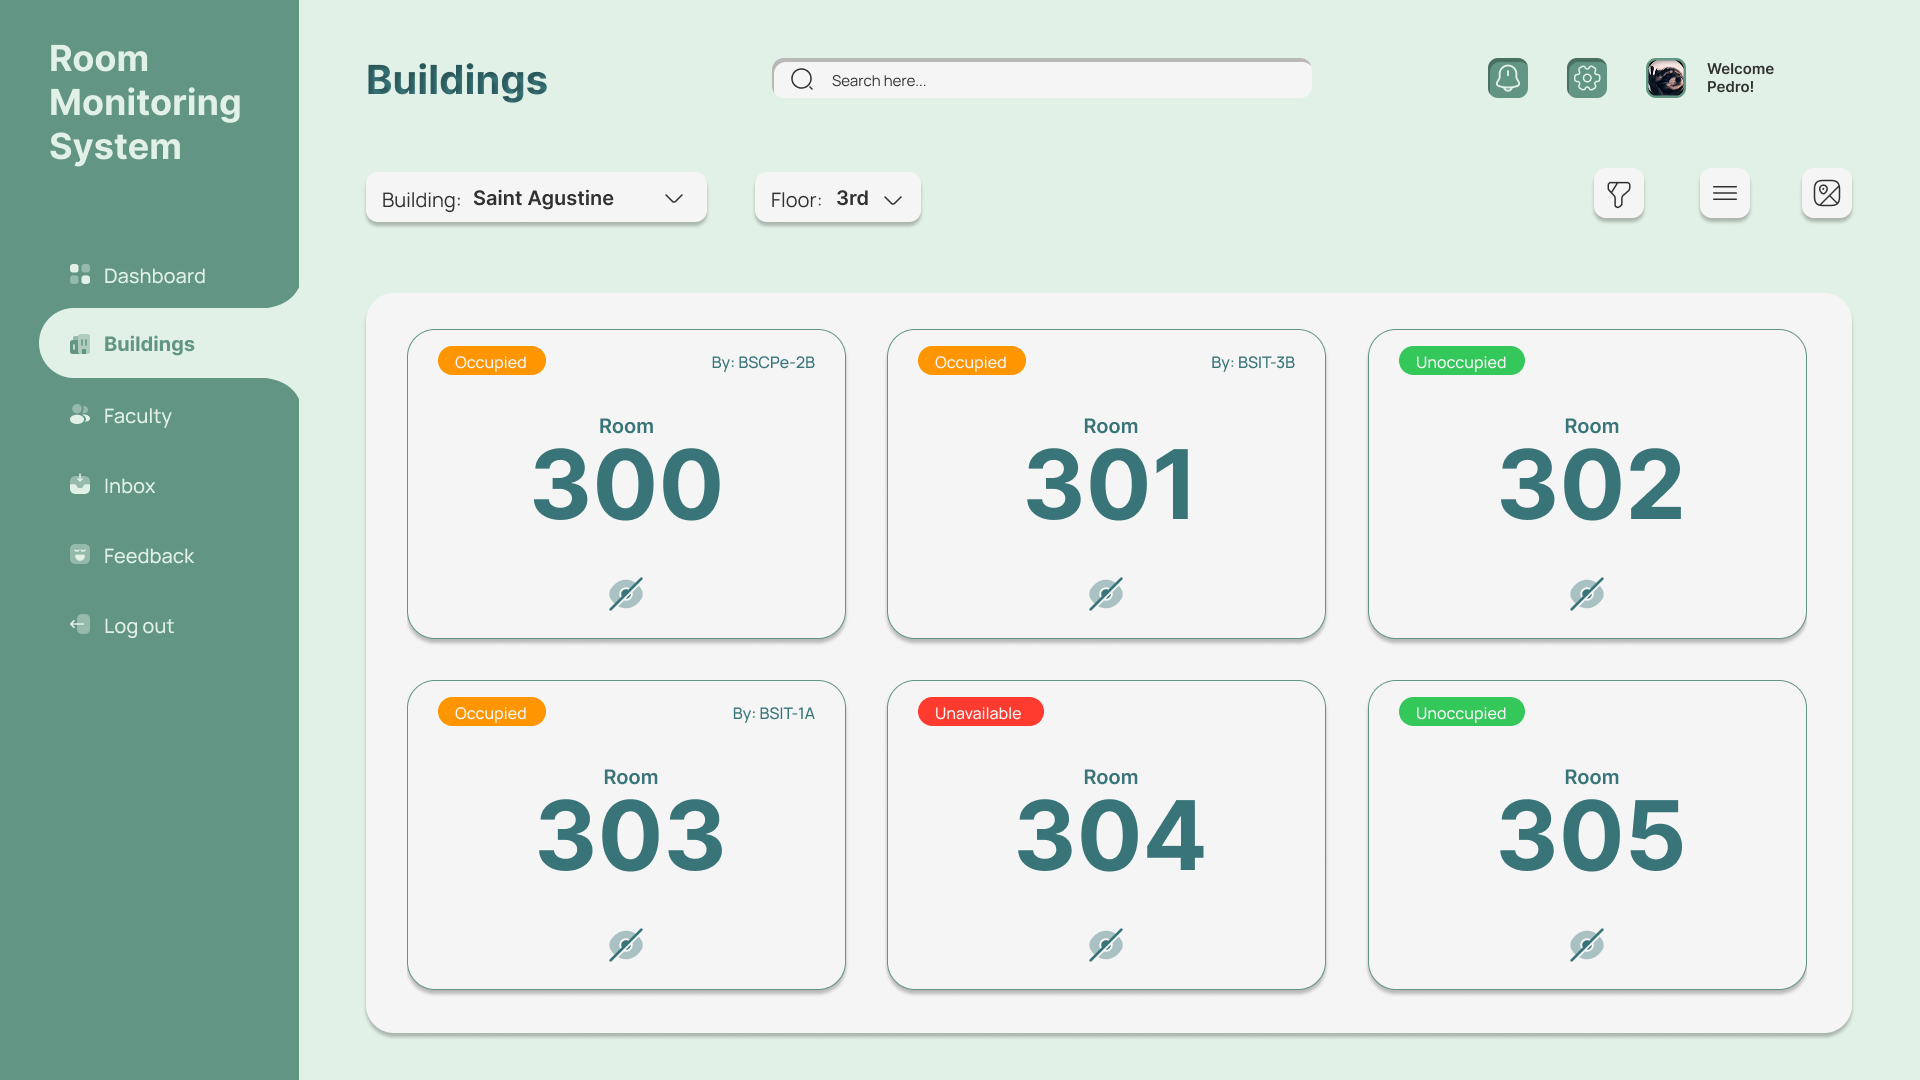 Room
Monitoring
System
Dashboard
Buildings
Faculty
Inbox
Feedback
Log out
Buildings
Search here...
Welcome
Pedro!
Building: Saint Agustine
Floor: 3rd
Occupied
By: BSCPe-2B
Room
300
Occupied
By: BSIT-3B
Room
301
Unoccupied
Room
302
Occupied
By: BSIT-1A
Room
303
Unavailable
Room
304
Unoccupied
Room
305